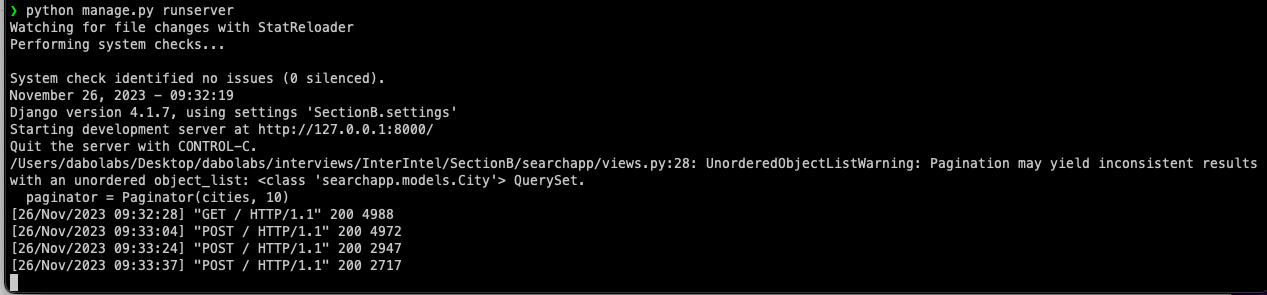 ❯ python manage.py runserver
Watching for file changes with StatReloader
Performing system checks...
System check identified no issues (0 silenced).
November 26, 2023 - 09:32:19
Django version 4.1.7, using settings 'SectionB.settings'
Starting development server at http://127.0.0.1:8000/
Quit the server with CONTROL-C.
/Users/dabolabs/Desktop/dabolabs/interviews/InterIntel/SectionB/searchapp/views.py:28: UnorderedObjectListWarning: Pagination may yield inconsistent results
with an unordered object_list: <class 'searchapp.models.City'> QuerySet.
  paginator = Paginator(cities, 10)
[26/Nov/2023 09:32:28] "GET / HTTP/1.1" 200 4988
[26/Nov/2023 09:33:04] "POST / HTTP/1.1" 200 4972
[26/Nov/2023 09:33:24] "POST / HTTP/1.1" 200 2947
[26/Nov/2023 09:33:37] "POST / HTTP/1.1" 200 2717